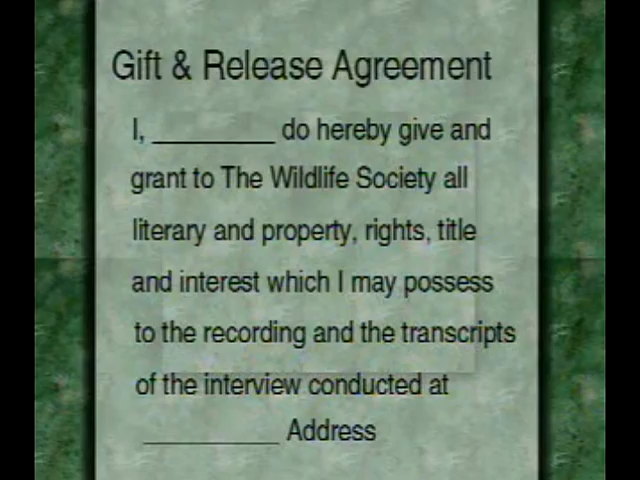 Gift & Release Agreement
I, __________ do hereby give and
grant to The Wildlife Society all
literary and property, rights, title
and interest which I may possess
to the recording and the transcripts
of the interview conducted at
___________ Address